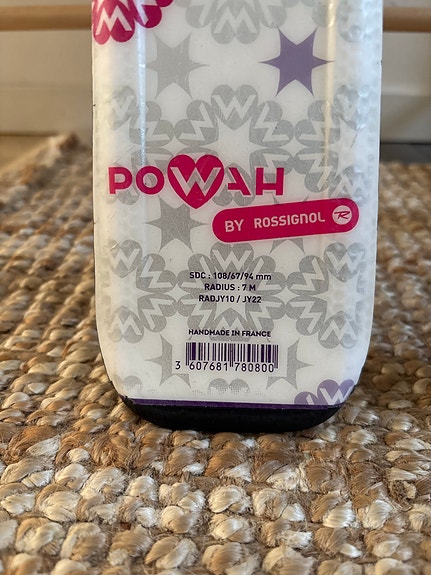 POWAH
BY ROSSIGNOL
SDC : 108/67/94 mm
RADIUS : 7 M
RADJY10 / JY22
HANDMADE IN FRANCE
3 607681 780800